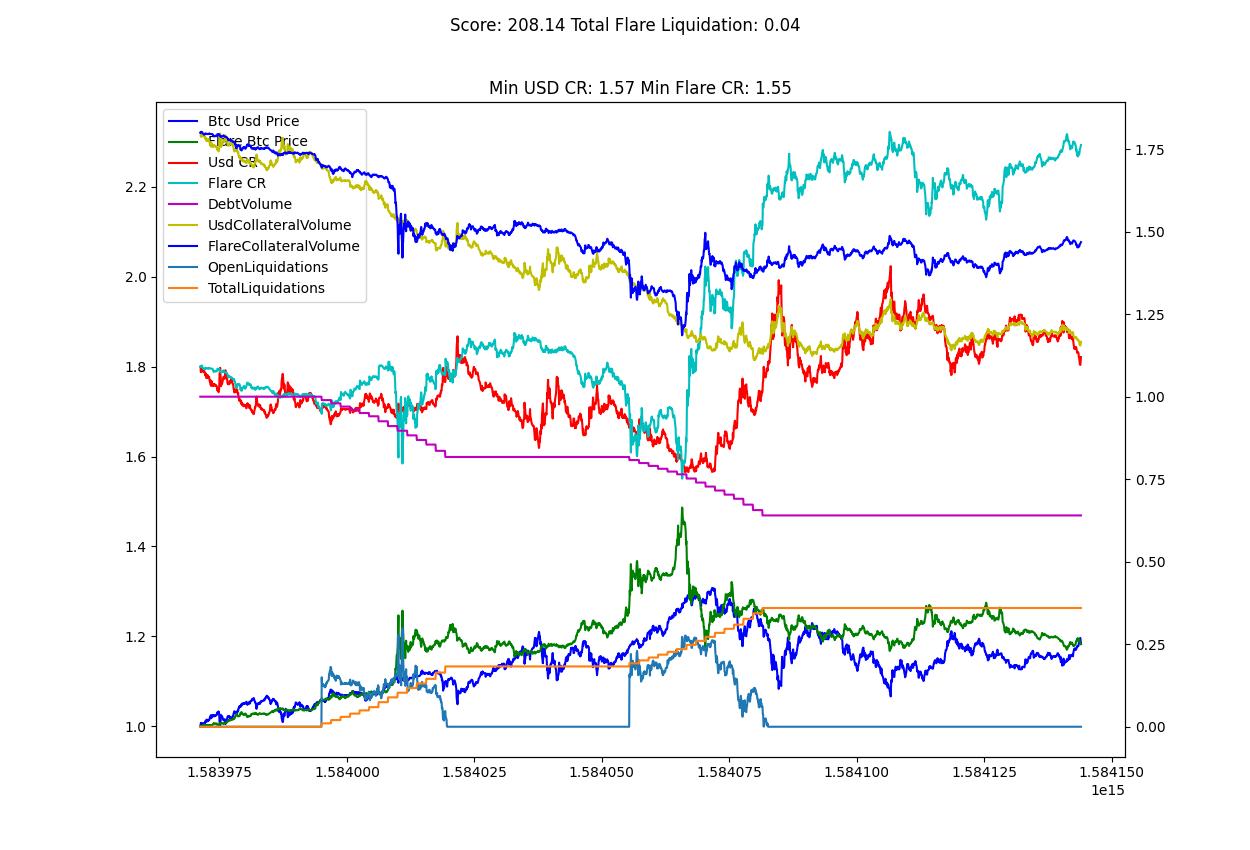 Score: 208.14 Total Flare Liquidation: 0.04
Min USD CR: 1.57 Min Flare CR: 1.55
Btc Usd Price
Flare Btc Price
Usd CR
Flare CR
DebtVolume
UsdCollateralVolume
FlareCollateralVolume
OpenLiquidations
TotalLiquidations
2.2
2.0
1.8
1.6
1.4
1.2
1.0
1.75
1.50
1.25
1.00
0.75
0.50
0.25
0.00
1.583975 1.584000 1.584025 1.584050 1.584075 1.584100 1.584125 1.584150
1e15